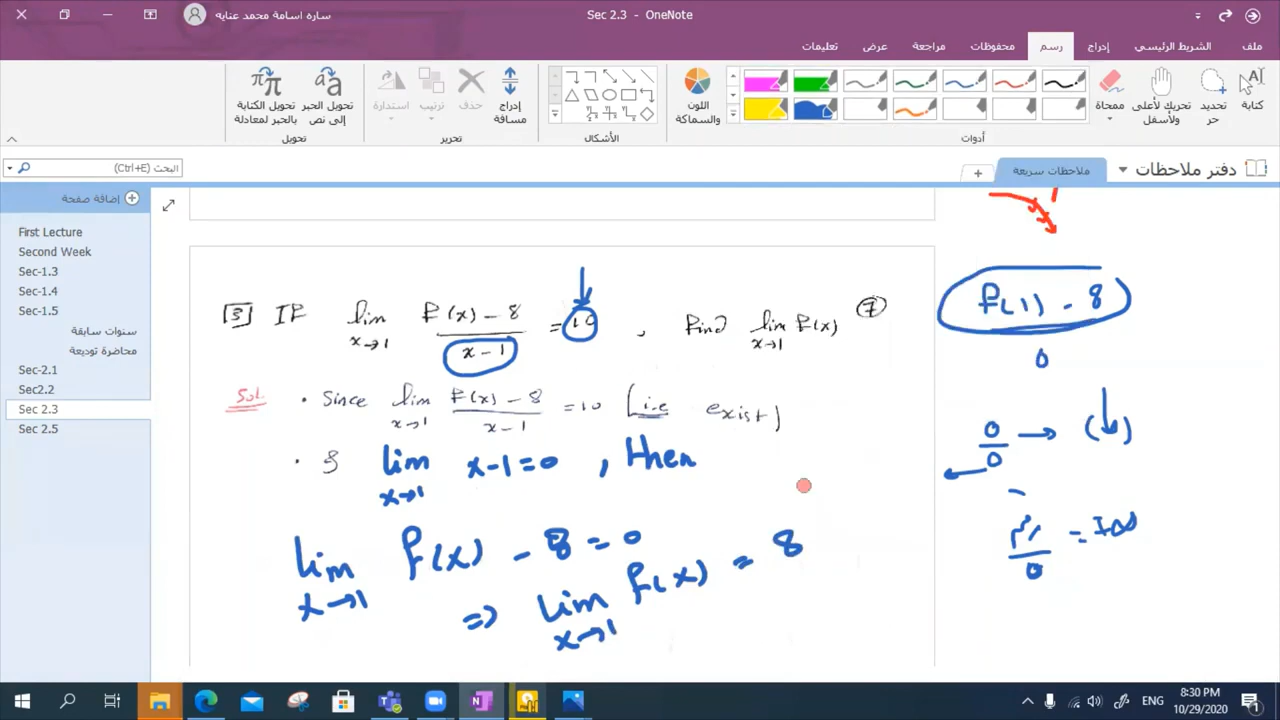 Sec 2.3 - OneNote
ساره اسامة محمد عنايه
ملف الشريط الرئيسي إدراج رسم محفوظات مراجعة عرض تعليمات
كتابة
تحديد حر
تحريك لأعلى ولأسفل
ممحاة
اللون والسماكة
إدراج مسافة
حذف
ترتيب
استدارة
تحويل الحبر إلى نص
تحويل الكتابة بالحبر لمعادلة
أدوات
الأشكال
تحرير
تحويل
دفتر ملاحظات
ملاحظات سريعة
+
البحث (Ctrl+E)
إضافة صفحة
First Lecture
Second Week
Sec-1.3
Sec-1.4
Sec-1.5
سنوات سابقة
محاضرة توديعة
Sec-2.1
Sec2.2
Sec 2.3
Sec 2.5
[3] IF lim x→1 f(x) - 8 / x - 1 = 10 , Find lim x→1 f(x)
Sol. • Since lim x→1 f(x) - 8 / x - 1 = 10 (i.e exist)
• & lim x→1 x-1=0 , then
lim x→1 f(x) - 8 = 0
=> lim x→1 f(x) = 8
f(1) - 8
0
0/0 →
0 = ±∞
ENG
8:30 PM
10/29/2020